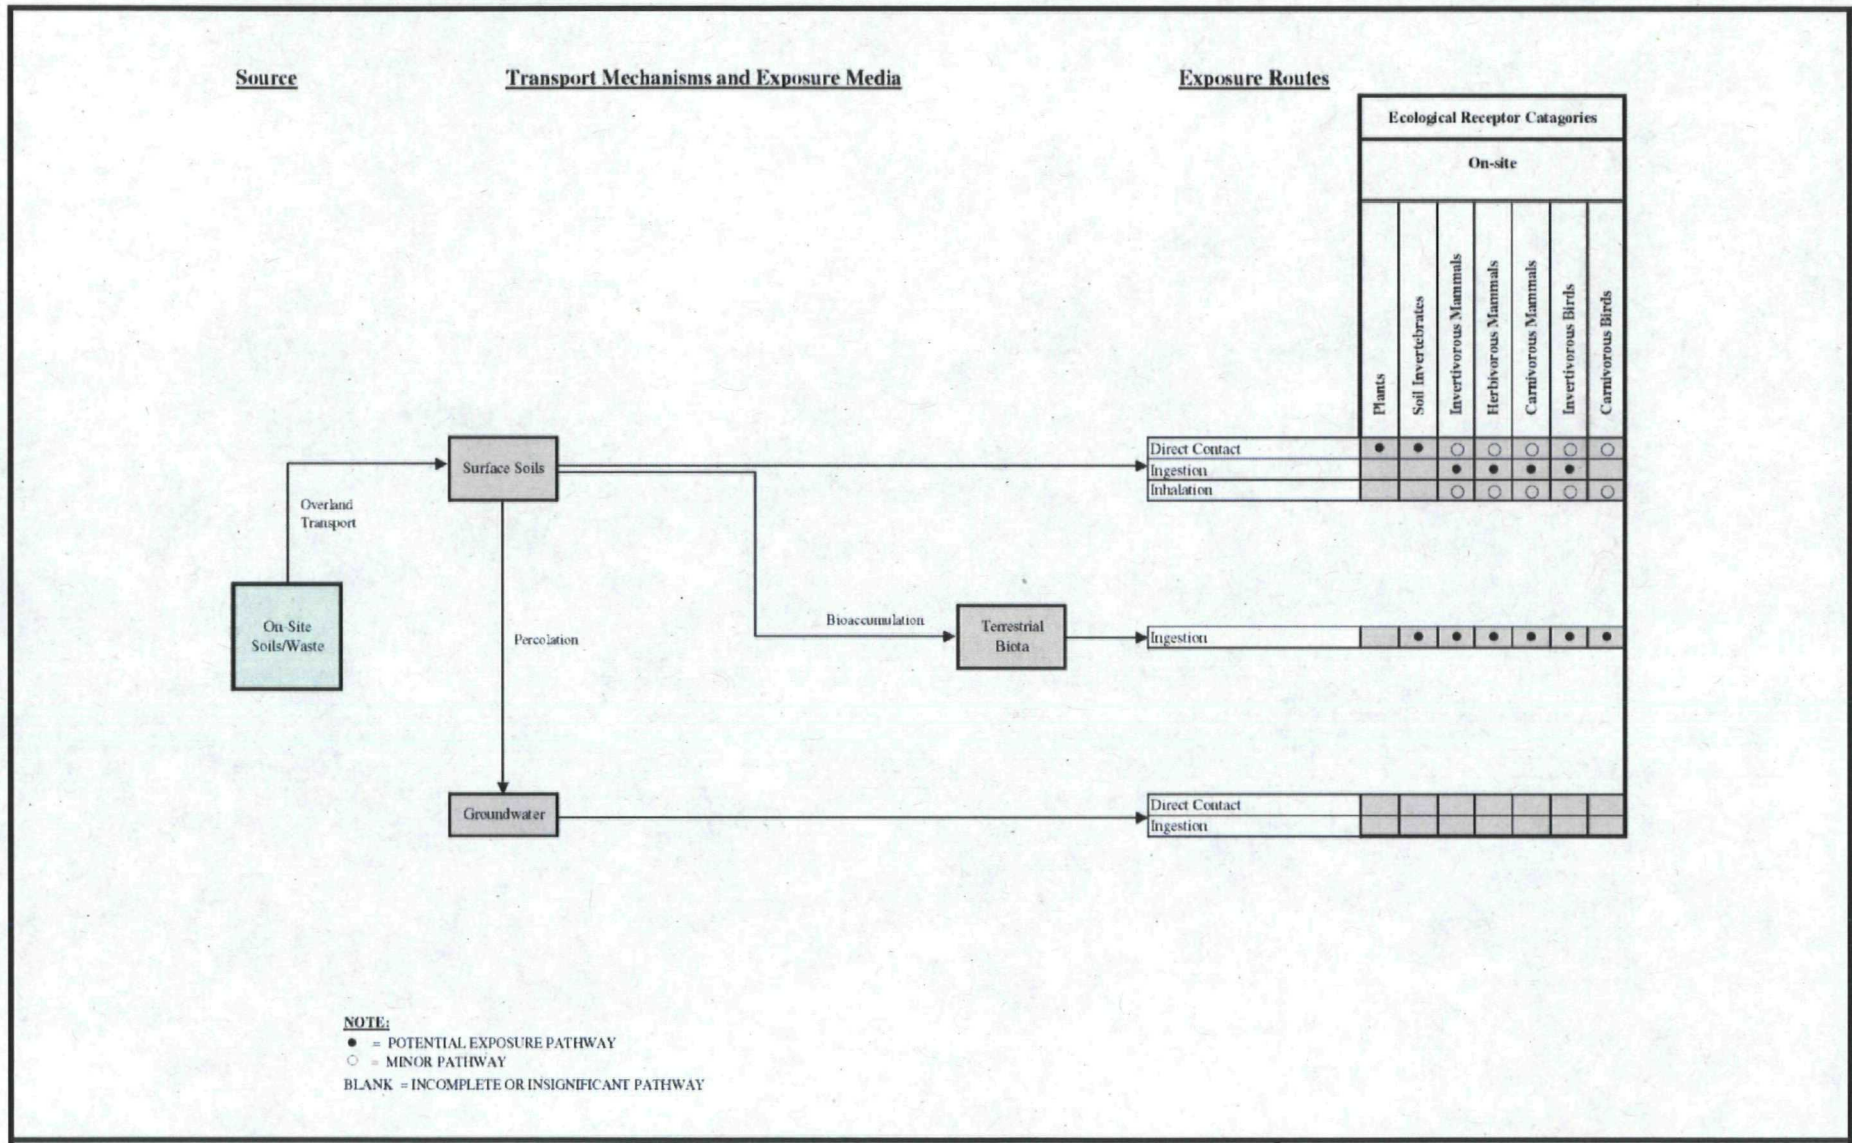 Source
Transport Mechanisms and Exposure Media
Exposure Routes
Ecological Receptor Catagories
On-site
Plants
Soil Invertebrates
Invertivorous Mammals
Herbivorous Mammals
Carnivorous Mammals
Invertivorous Birds
Carnivorous Birds
Direct Contact
Ingestion
Inhalation
Surface Soils
Overland
Transport
On-Site
Soils/Waste
Percolation
Bioaccumulation
Terrestrial
Biota
Ingestion
Groundwater
Direct Contact
Ingestion
NOTE:
● = POTENTIAL EXPOSURE PATHWAY
○ = MINOR PATHWAY
BLANK = INCOMPLETE OR INSIGNIFICANT PATHWAY